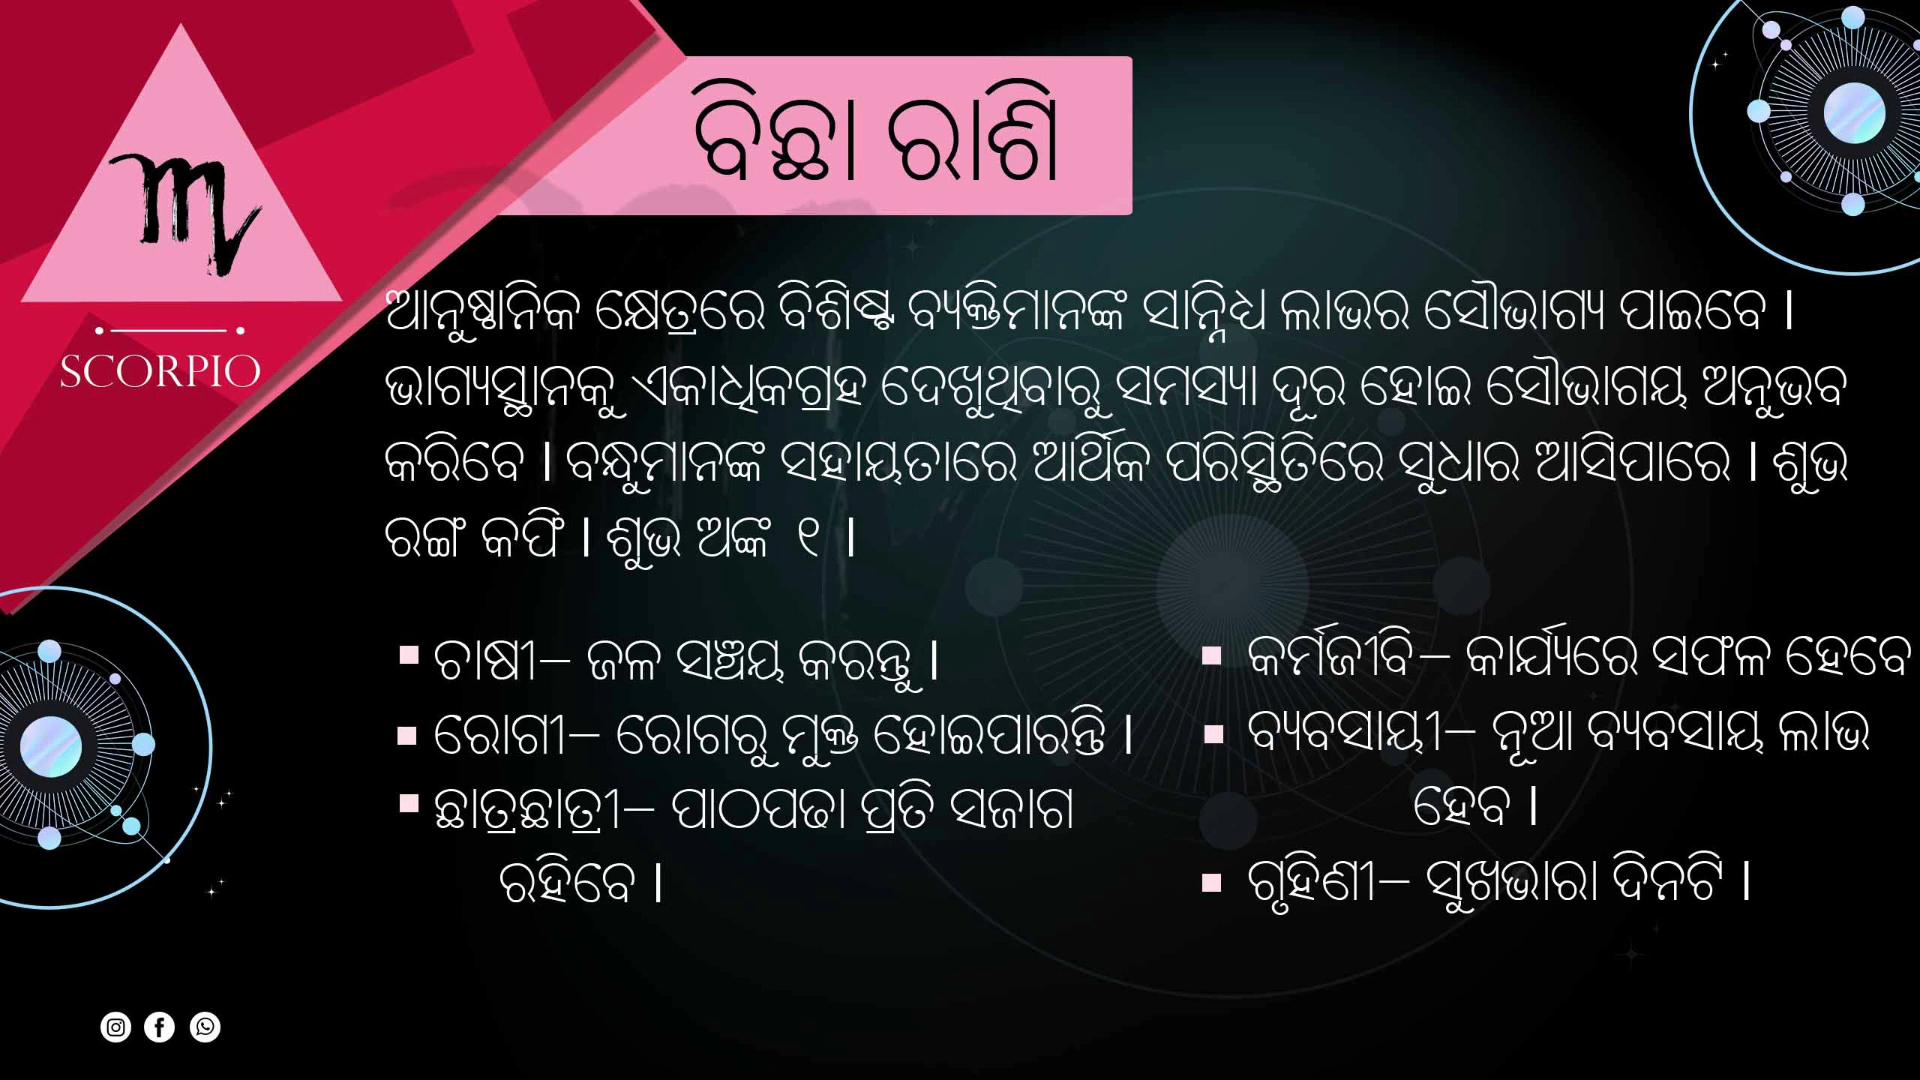 ବିଛା ରାଶି
SCORPIO
ଆନୁଷ୍ଠାନିକ କ୍ଷେତ୍ରରେ ବିଶିଷ୍ଟ ବ୍ୟକ୍ତିମାନଙ୍କ ସାନ୍ନିଧ୍ୟ ଲାଭର ସୌଭାଗ୍ୟ ପାଇବେ ।
ଭାଗ୍ୟସ୍ଥାନକୁ ଏକାଧିକଗ୍ରହ ଦେଖୁଥିବାରୁ ସମସ୍ୟା ଦୂର ହୋଇ ସୌଭାଗୟ ଅନୁଭବ
କରିବେ । ବନ୍ଧୁମାନଙ୍କ ସହାୟତାରେ ଆର୍ଥିକ ପରିସ୍ଥିତିରେ ସୁଧାର ଆସିପାରେ । ଶୁଭ
ରଙ୍ଗ କଫି । ଶୁଭ ଅଙ୍କ ୧ ।
ଚାଷୀ– ଜଳ ସଞ୍ଚୟ କରନ୍ତୁ ।
ରୋଗୀ– ରୋଗରୁ ମୁକ୍ତ ହୋଇପାରନ୍ତି ।
ଛାତ୍ରଛାତ୍ରୀ– ପାଠପଢା ପ୍ରତି ସଜାଗ
ରହିବେ ।
କର୍ମଜୀବି– କାର୍ଯ୍ୟରେ ସଫଳ ହେବେ
ବ୍ୟବସାୟୀ– ନୂଆ ବ୍ୟବସାୟ ଲାଭ
ହେବ ।
ଗୃହିଣୀ– ସୁଖଭାରା ଦିନଟି ।